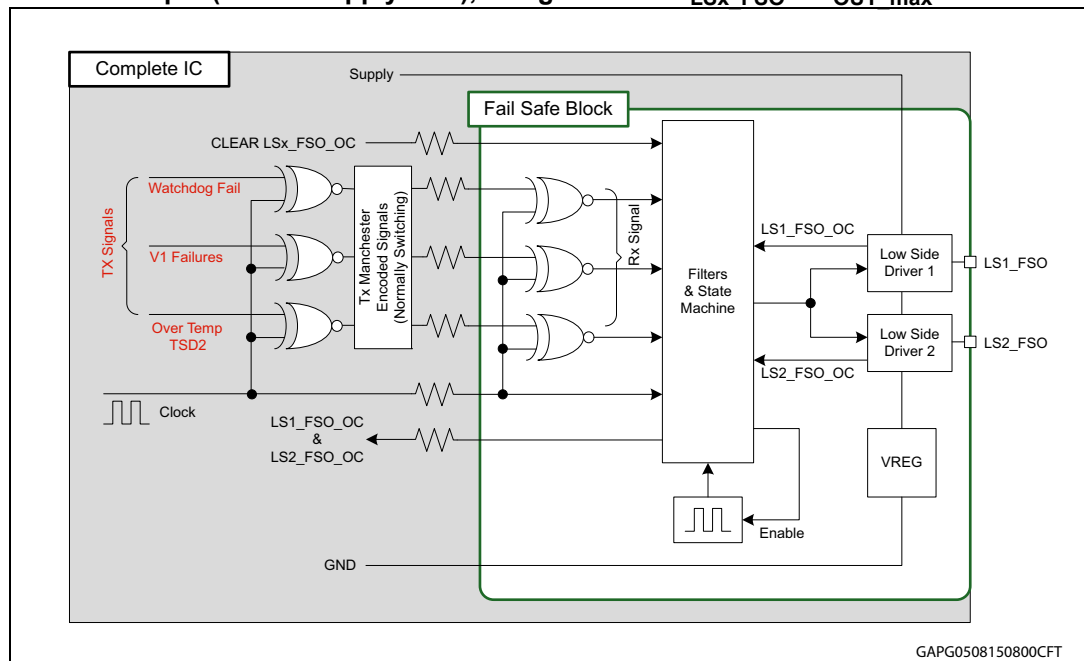 LSx_FSO
OUT_max
Complete IC
Supply
Fail Safe Block
CLEAR LSx_FSO_OC
Watchdog Fail
TX Signals
V1 Failures
Over Temp
TSD2
Tx Manchester
Encoded Signals
(Normally Switching)
Rx Signal
Filters
& State
Machine
LS1_FSO_OC
Low Side
Driver 1
LS1_FSO
Low Side
Driver 2
LS2_FSO
LS2_FSO_OC
Clock
LS1_FSO_OC
&
LS2_FSO_OC
VREG
Enable
GND
GAPG0508150800CFT